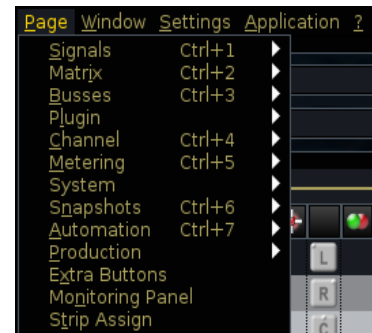 Page Window Settings Application ?
Signals Ctrl+1
Matrix Ctrl+2
Busses Ctrl+3
Plugin
Channel Ctrl+4
Metering Ctrl+5
System
Snapshots Ctrl+6
Automation Ctrl+7
Production
L
Extra Buttons
Monitoring Panel
R
Strip Assign
C